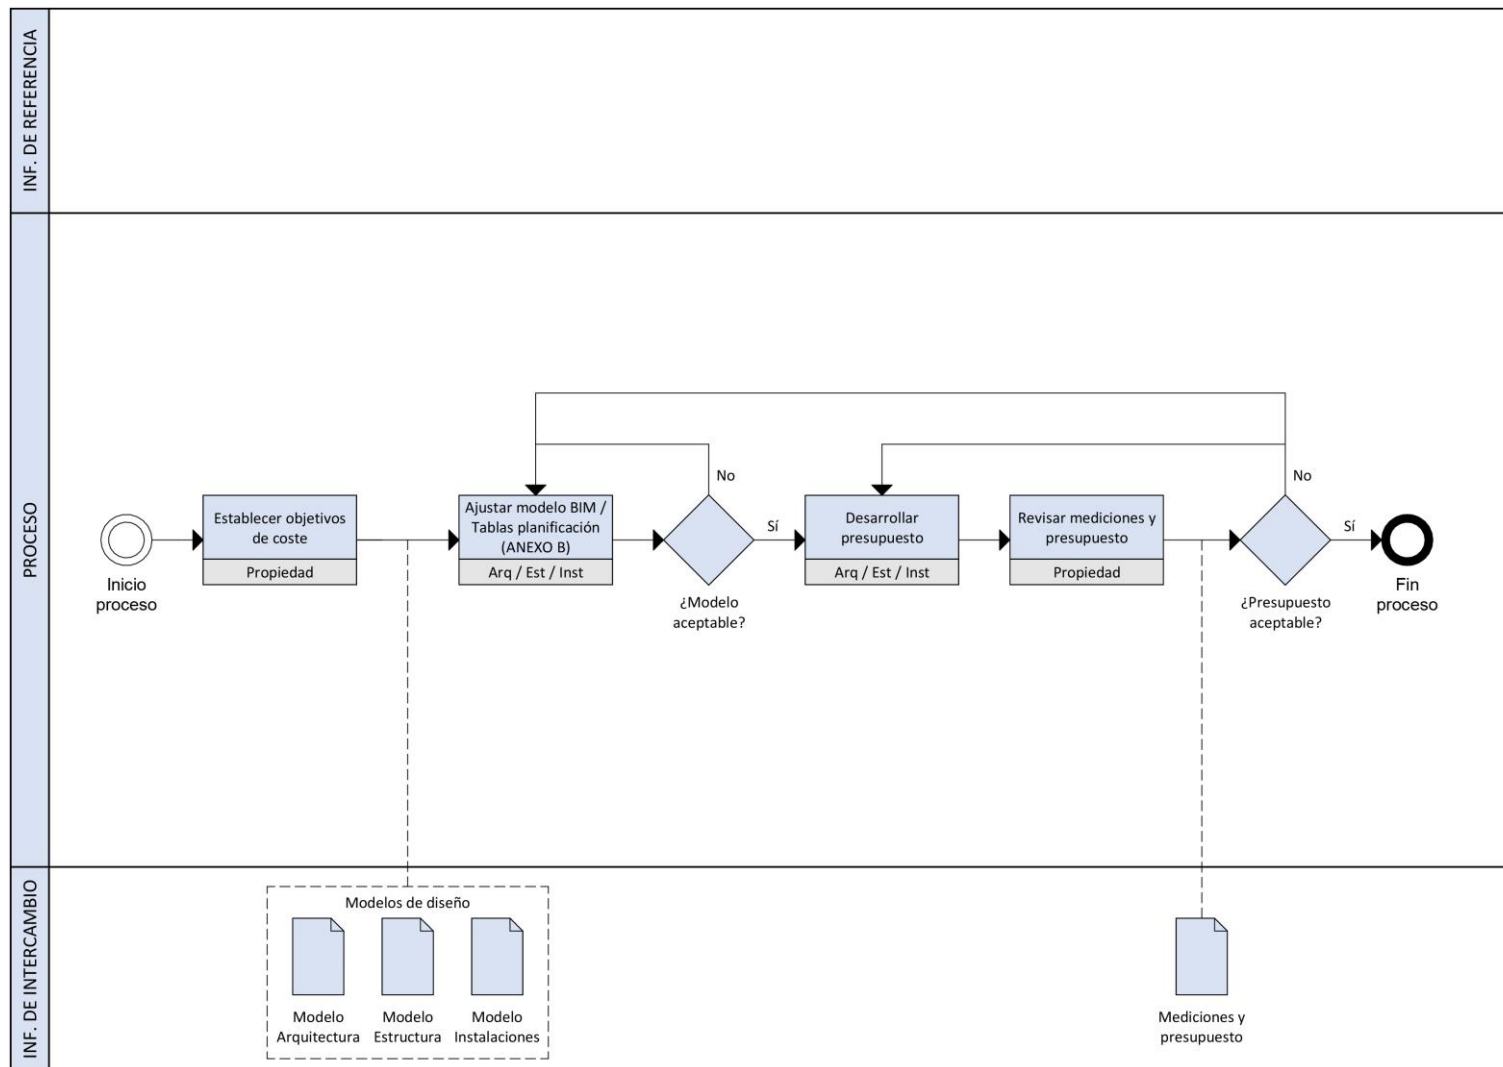 INF. DE REFERENCIA
PROCESO
No
No
Inicio
proceso
Establecer objetivos
de coste
Propiedad
Ajustar modelo BIM /
Tablas planificación
(ANEXO B)
Arq / Est / Inst
¿Modelo
aceptable?
Sí
Desarrollar
presupuesto
Arq / Est / Inst
Revisar mediciones y
presupuesto
Propiedad
¿Presupuesto
aceptable?
Sí
Fin
proceso
INF. DE INTERCAMBIO
Modelos de diseño
Modelo
Arquitectura
Modelo
Estructura
Modelo
Instalaciones
Mediciones y
presupuesto